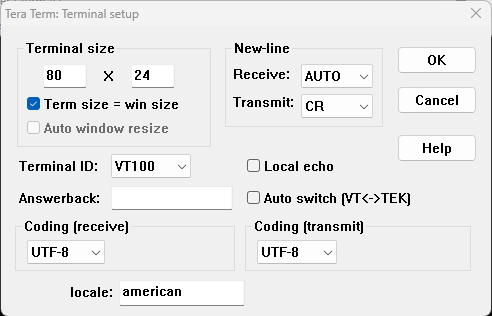 Tera Term: Terminal setup
Terminal size
80 X 24
Term size = win size
Auto window resize
New-line
Receive: AUTO
Transmit: CR
OK
Cancel
Help
Terminal ID: VT100
Local echo
Answerback:
Auto switch (VT<->TEK)
Coding (receive)
UTF-8
Coding (transmit)
UTF-8
locale: american